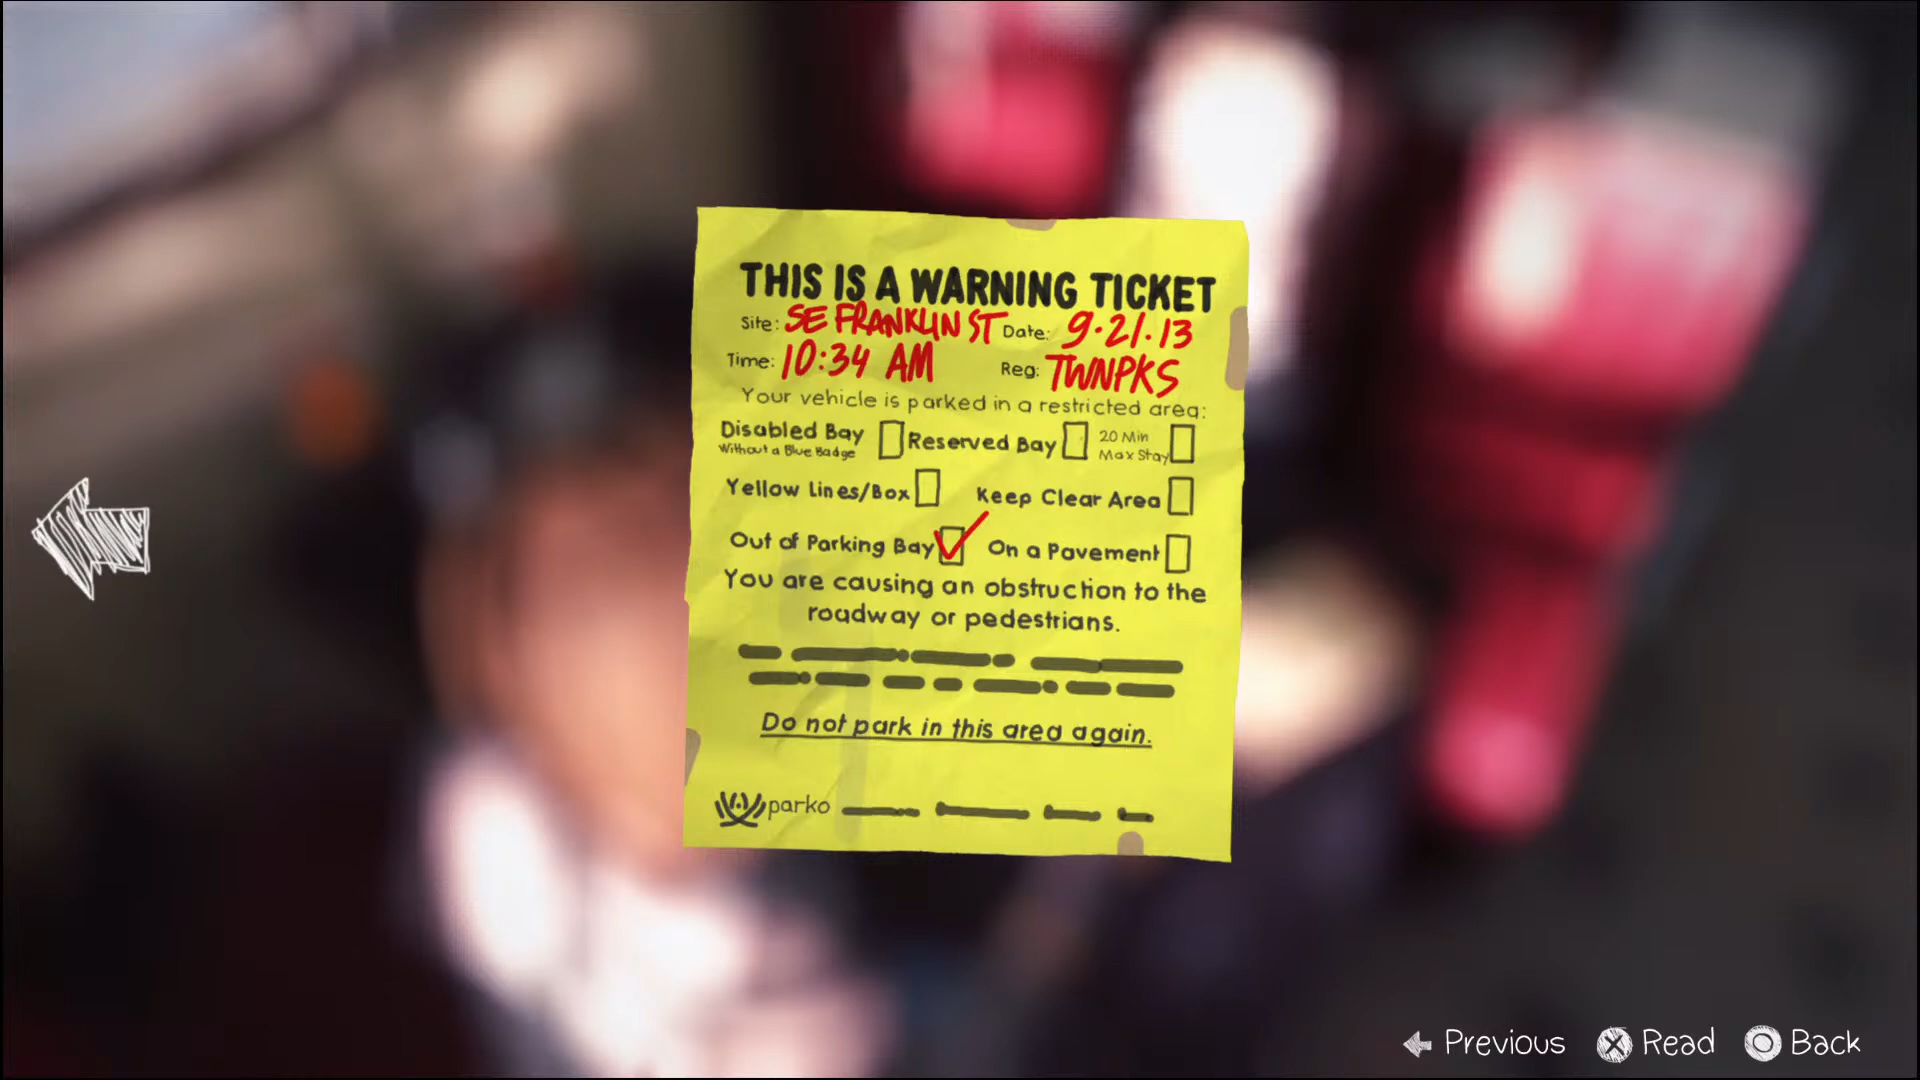 THIS IS A WARNING TICKET
Site: SE FRANKLIN ST Date: 9.21.13
Time: 10:34 AM Reg: TWNPKS
Your vehicle is parked in a restricted area:
Disabled Bay Reserved Bay 20 Min
Without a Blue Badge Max Stay
Yellow Lines/Box Keep Clear Area
Out of Parking Bay On a Pavement
You are causing an obstruction to the
roadway or pedestrians.
Do not park in this area again.
parko
Previous Read Back